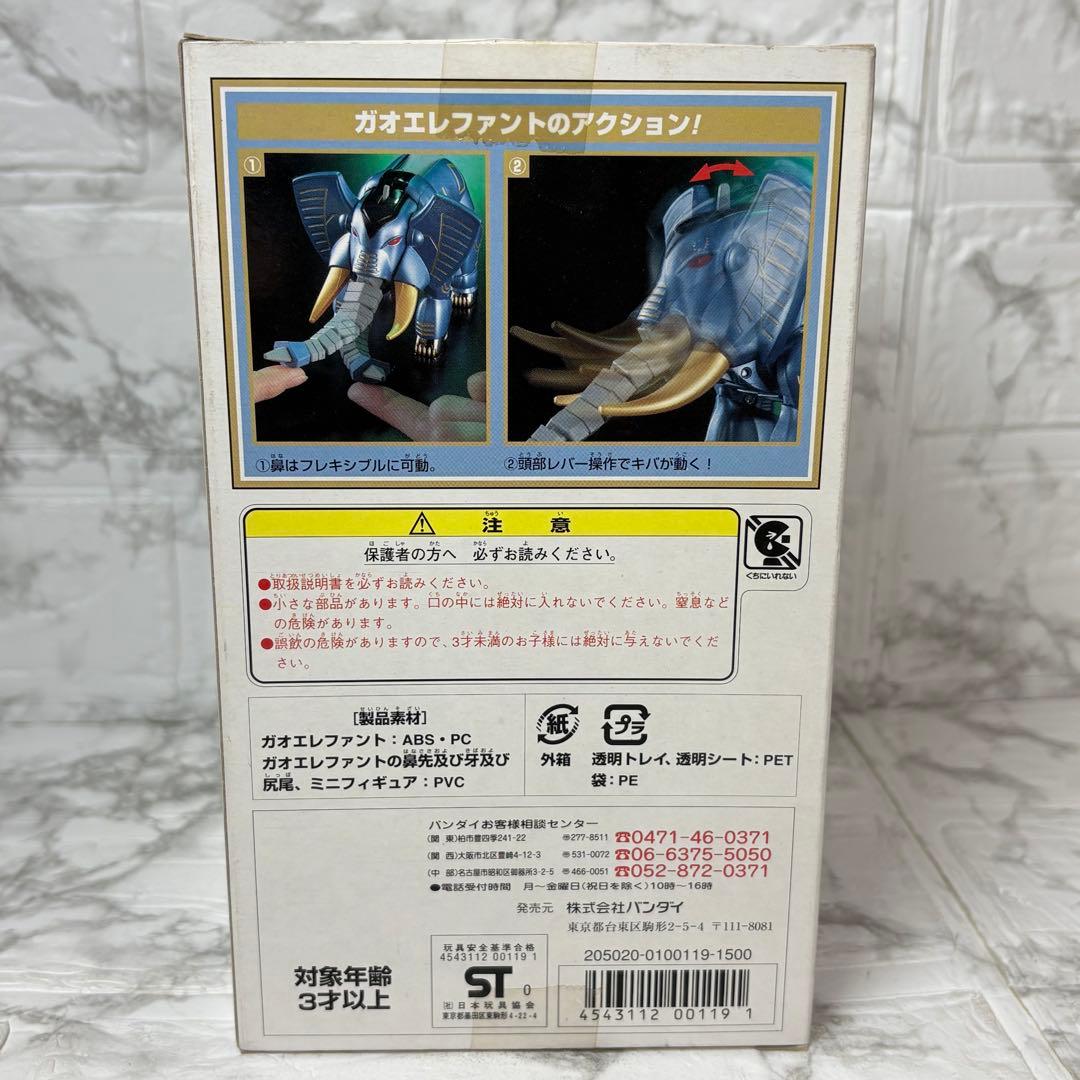 ガオエレファントのアクション!
①
②
①鼻はフレキシブルに可動。
②頭部レバー操作でキバが動く!
⚠ 注意
保護者の方へ 必ずお読みください。
くちにいれない
●取扱説明書を必ずお読みください。
●小さな部品があります。口の中には絶対に入れないでください。窒息など
の危険があります。
●誤飲の危険がありますので、3才未満のお子様には絶対に与えないでくだ
さい。
[製品素材]
ガオエレファント:ABS・PC
ガオエレファントの鼻先及び牙及び
尻尾、ミニフィギュア:PVC
紙
外箱
プラ
透明トレイ、透明シート:PET
袋:PE
バンダイお客様相談センター
(関 東)柏市豊四季241-22 〒277-8511 ☎0471-46-0371
(関 西)大阪市北区豊崎4-12-3 〒531-0072 ☎06-6375-5050
(中 部)名古屋市昭和区御器所3-2-5 〒466-0051 ☎052-872-0371
●電話受付時間 月〜金曜日(祝日を除く)10時〜16時
発売元 株式会社バンダイ
東京都台東区駒形2-5-4 〒111-8081
対象年齢
3才以上
玩具安全基準合格
4543112 00119 1
ST 0
(社)日本玩具協会
東京都墨田区東駒形4-22-4
205020-0100119-1500
4543112 00119 1